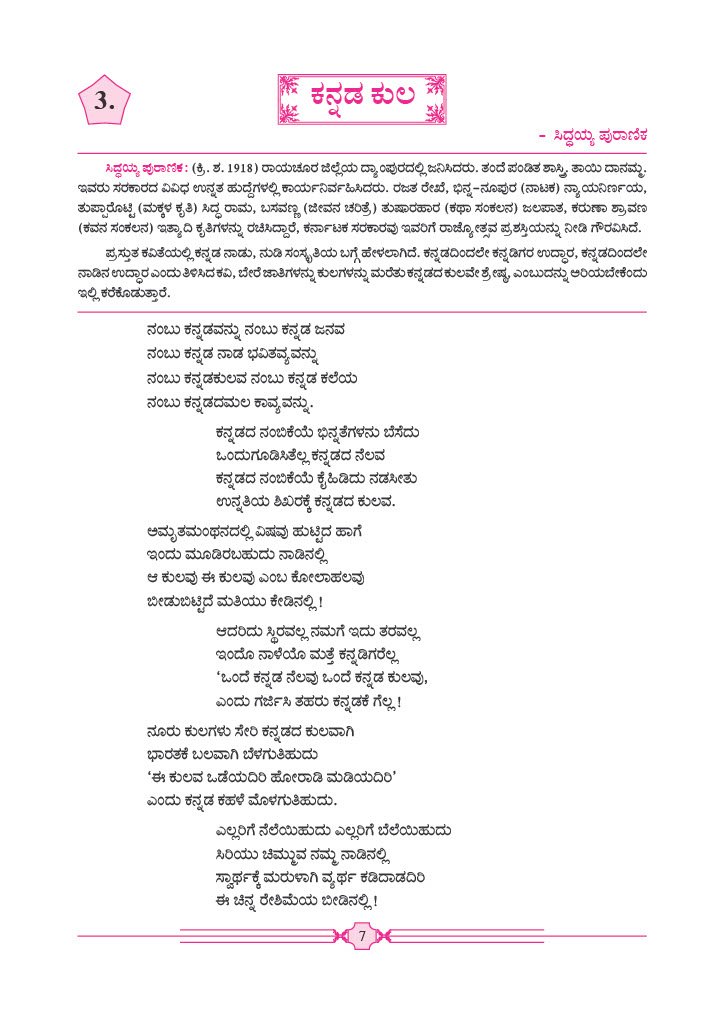 3.
ಕನ್ನಡ ಕುಲ
– ಸಿದ್ಧಯ್ಯ ಪುರಾಣಿಕ
ಸಿದ್ಧಯ್ಯ ಪುರಾಣಿಕ: (ಕ್ರಿ. ಶ. 1918) ರಾಯಚೂರ ಜಿಲ್ಲೆಯ ದ್ಯಾಂಪುರದಲ್ಲಿ ಜನಿಸಿದರು. ತಂದೆ ಪಂಡಿತ ಶಾಸ್ತ್ರಿ, ತಾಯಿ ದಾನಮ್ಮ.
ಇವರು ಸರಕಾರದ ವಿವಿಧ ಉನ್ನತ ಹುದ್ದೆಗಳಲ್ಲಿ ಕಾರ್ಯನಿರ್ವಹಿಸಿದರು. ರಜತ ರೇಖೆ, ಭಿನ್ನ–ನೂಪುರ (ನಾಟಕ) ನ್ಯಾಯನಿರ್ಣಯ,
ತುಪ್ಪಾರೊಟ್ಟಿ (ಮಕ್ಕಳ ಕೃತಿ) ಸಿದ್ಧ ರಾಮ, ಬಸವಣ್ಣ (ಜೀವನ ಚರಿತ್ರೆ) ತುಷಾರಹಾರ (ಕಥಾ ಸಂಕಲನ) ಜಲಪಾತ, ಕರುಣಾ ಶ್ರಾವಣ
(ಕವನ ಸಂಕಲನ) ಇತ್ಯಾದಿ ಕೃತಿಗಳನ್ನು ರಚಿಸಿದ್ದಾರೆ, ಕರ್ನಾಟಕ ಸರಕಾರವು ಇವರಿಗೆ ರಾಜ್ಯೋತ್ಸವ ಪ್ರಶಸ್ತಿಯನ್ನು ನೀಡಿ ಗೌರವಿಸಿದೆ.
ಪ್ರಸ್ತುತ ಕವಿತೆಯಲ್ಲಿ ಕನ್ನಡ ನಾಡು, ನುಡಿ ಸಂಸ್ಕೃತಿಯ ಬಗ್ಗೆ ಹೇಳಲಾಗಿದೆ. ಕನ್ನಡದಿಂದಲೇ ಕನ್ನಡಿಗರ ಉದ್ಧಾರ, ಕನ್ನಡದಿಂದಲೇ
ನಾಡಿನ ಉದ್ಧಾರ ಎಂದು ತಿಳಿಸಿದ ಕವಿ, ಬೇರೆ ಜಾತಿಗಳನ್ನು ಕುಲಗಳನ್ನು ಮರೆತು ಕನ್ನಡದ ಕುಲವೇ ಶ್ರೇಷ್ಠ, ಎಂಬುದನ್ನು ಅರಿಯಬೇಕೆಂದು
ಇಲ್ಲಿ ಕರೆಕೊಡುತ್ತಾರೆ.
ನಂಬು ಕನ್ನಡವನ್ನು ನಂಬು ಕನ್ನಡ ಜನವ
ನಂಬು ಕನ್ನಡ ನಾಡ ಭವಿತವ್ಯವನ್ನು
ನಂಬು ಕನ್ನಡಕುಲವ ನಂಬು ಕನ್ನಡ ಕಲೆಯ
ನಂಬು ಕನ್ನಡದಮಲ ಕಾವ್ಯವನ್ನು.
ಕನ್ನಡದ ನಂಬಿಕೆಯೆ ಭಿನ್ನತೆಗಳನು ಬೆಸೆದು
ಒಂದುಗೂಡಿಸಿತೆಲ್ಲ ಕನ್ನಡದ ನೆಲವ
ಕನ್ನಡದ ನಂಬಿಕೆಯೆ ಕೈಹಿಡಿದು ನಡಸೀತು
ಉನ್ನತಿಯ ಶಿಖರಕ್ಕೆ ಕನ್ನಡದ ಕುಲವ.
ಅಮೃತಮಂಥನದಲ್ಲಿ ವಿಷವು ಹುಟ್ಟಿದ ಹಾಗೆ
ಇಂದು ಮೂಡಿರಬಹುದು ನಾಡಿನಲ್ಲಿ
ಆ ಕುಲವು ಈ ಕುಲವು ಎಂಬ ಕೋಲಾಹಲವು
ಬೀಡುಬಿಟ್ಟಿದೆ ಮತಿಯು ಕೇಡಿನಲ್ಲಿ !
ಆದರಿದು ಸ್ಥಿರವಲ್ಲ ನಮಗೆ ಇದು ತರವಲ್ಲ
ಇಂದೊ ನಾಳೆಯೊ ಮತ್ತೆ ಕನ್ನಡಿಗರೆಲ್ಲ
‘ಒಂದೆ ಕನ್ನಡ ನೆಲವು ಒಂದೆ ಕನ್ನಡ ಕುಲವು,
ಎಂದು ಗರ್ಜಿಸಿ ತಹರು ಕನ್ನಡಕೆ ಗೆಲ್ಲ !
ನೂರು ಕುಲಗಳು ಸೇರಿ ಕನ್ನಡದ ಕುಲವಾಗಿ
ಭಾರತಕೆ ಬಲವಾಗಿ ಬೆಳಗುತಿಹುದು
‘ಈ ಕುಲವ ಒಡೆಯದಿರಿ ಹೋರಾಡಿ ಮಡಿಯದಿರಿ’
ಎಂದು ಕನ್ನಡ ಕಹಳೆ ಮೊಳಗುತಿಹುದು.
ಎಲ್ಲರಿಗೆ ನೆಲೆಯಿಹುದು ಎಲ್ಲರಿಗೆ ಬೆಲೆಯಿಹುದು
ಸಿರಿಯು ಚಿಮ್ಮುವ ನಮ್ಮ ನಾಡಿನಲ್ಲಿ
ಸ್ವಾರ್ಥಕ್ಕೆ ಮರುಳಾಗಿ ವ್ಯರ್ಥ ಕಡಿದಾಡದಿರಿ
ಈ ಚಿನ್ನ ರೇಶಿಮೆಯ ಬೀಡಿನಲ್ಲಿ !
7